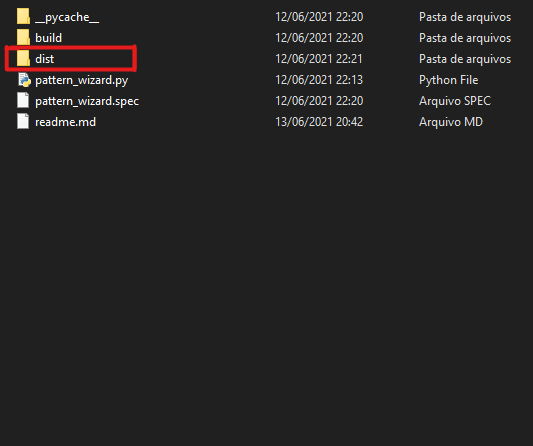 __pycache__ 12/06/2021 22:20 Pasta de arquivos
build 12/06/2021 22:20 Pasta de arquivos
dist 12/06/2021 22:21 Pasta de arquivos
pattern_wizard.py 12/06/2021 22:13 Python File
pattern_wizard.spec 12/06/2021 22:20 Arquivo SPEC
readme.md 13/06/2021 20:42 Arquivo MD